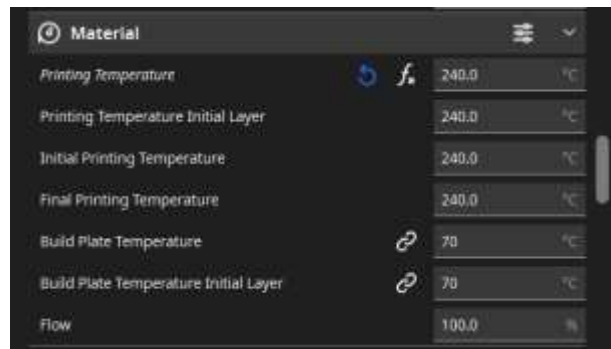 Material
Printing Temperature 240.0 °C
Printing Temperature Initial Layer 240.0 °C
Initial Printing Temperature 240.0 °C
Final Printing Temperature 240.0 °C
Build Plate Temperature 70 °C
Build Plate Temperature Initial Layer 70 °C
Flow 100.0 %